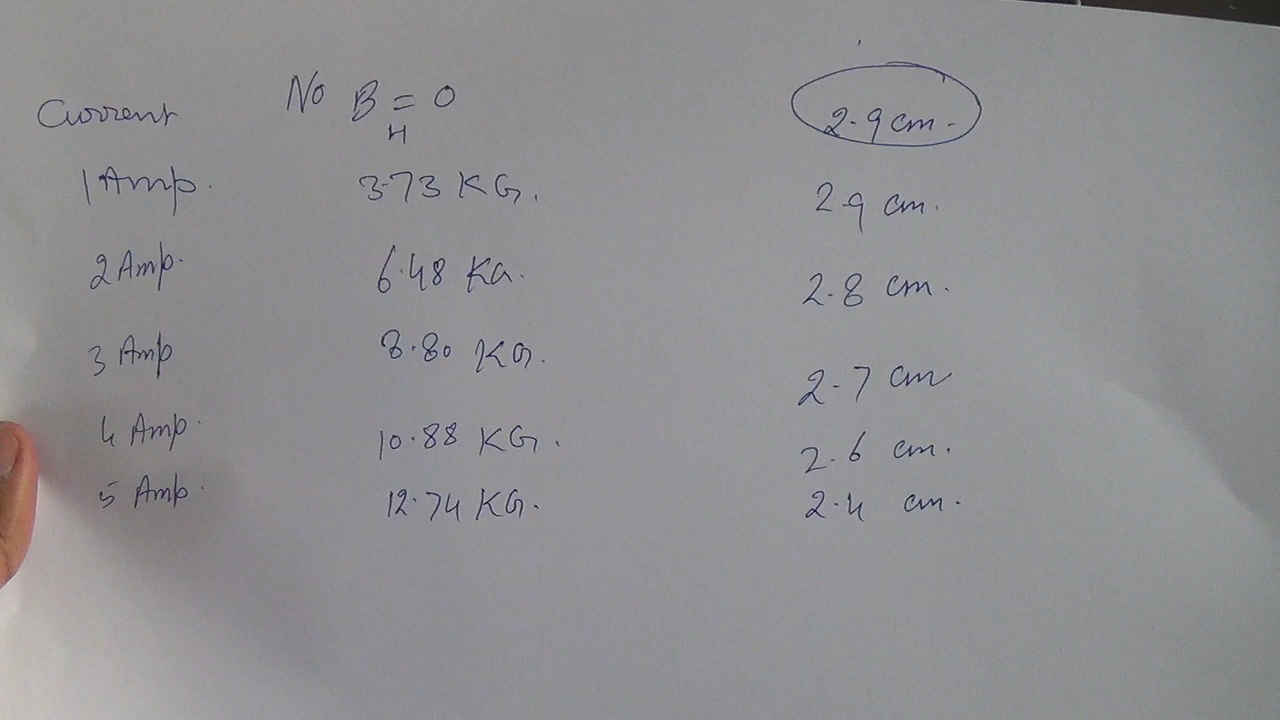 Current No B = 0 2.9 cm.
H
1 Amp. 3.73 KG. 2.9 cm.
2 Amp. 6.48 KG. 2.8 cm.
3 Amp 8.80 KG. 2.7 cm
4 Amp. 10.88 KG. 2.6 cm.
5 Amp. 12.74 KG. 2.4 cm.